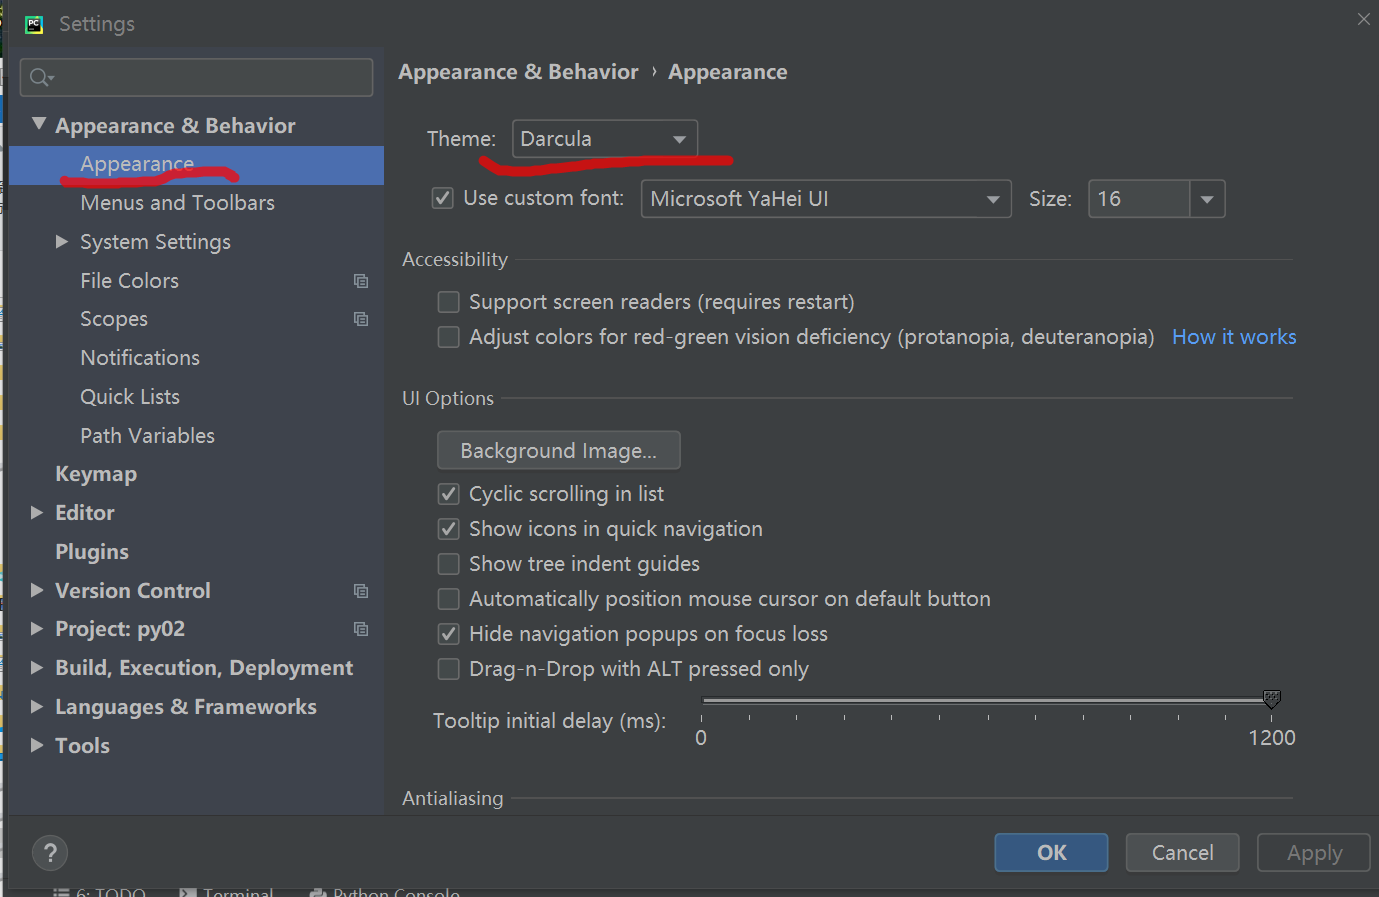 PC
Settings
Appearance & Behavior
Appearance
Menus and Toolbars
System Settings
File Colors
Scopes
Notifications
Quick Lists
Path Variables
Keymap
Editor
Plugins
Version Control
Project: py02
Build, Execution, Deployment
Languages & Frameworks
Tools
Appearance & Behavior › Appearance
Theme: Darcula
Use custom font: Microsoft YaHei UI Size: 16
Accessibility
Support screen readers (requires restart)
Adjust colors for red-green vision deficiency (protanopia, deuteranopia) How it works
UI Options
Background Image...
Cyclic scrolling in list
Show icons in quick navigation
Show tree indent guides
Automatically position mouse cursor on default button
Hide navigation popups on focus loss
Drag-n-Drop with ALT pressed only
Tooltip initial delay (ms):
0 1200
Antialiasing
? OK Cancel Apply
6: TODO Terminal Python Console